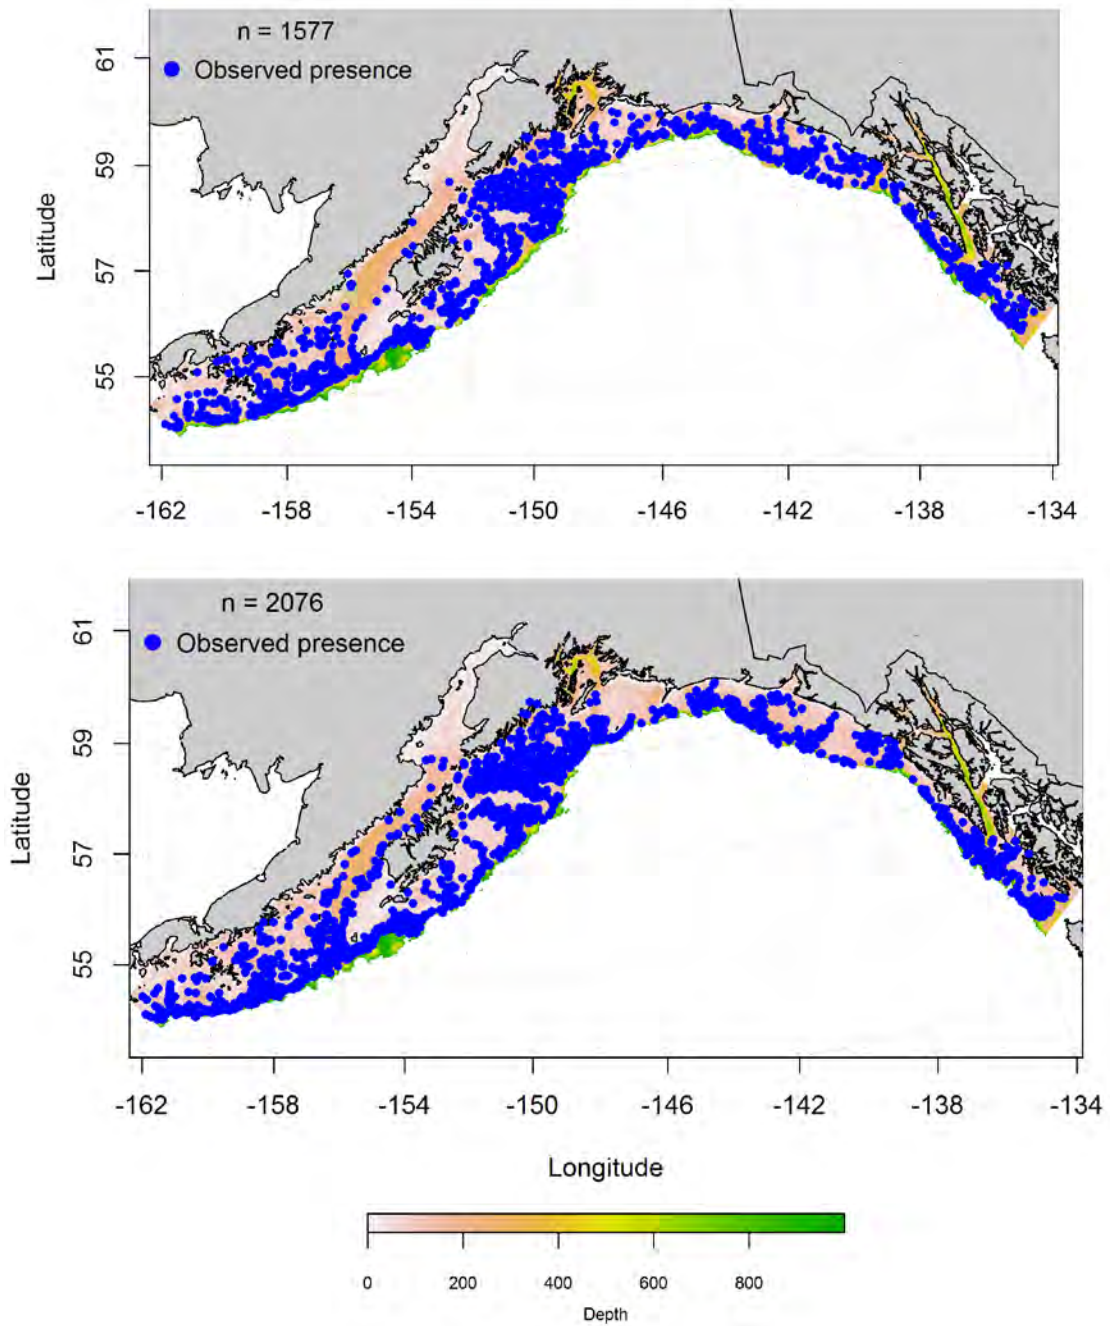 n = 1577
Observed presence
61
59
57
55
Latitude
-162 -158 -154 -150 -146 -142 -138 -134
n = 2076
Observed presence
61
59
57
55
Latitude
-162 -158 -154 -150 -146 -142 -138 -134
Longitude
0 200 400 600 800
Depth